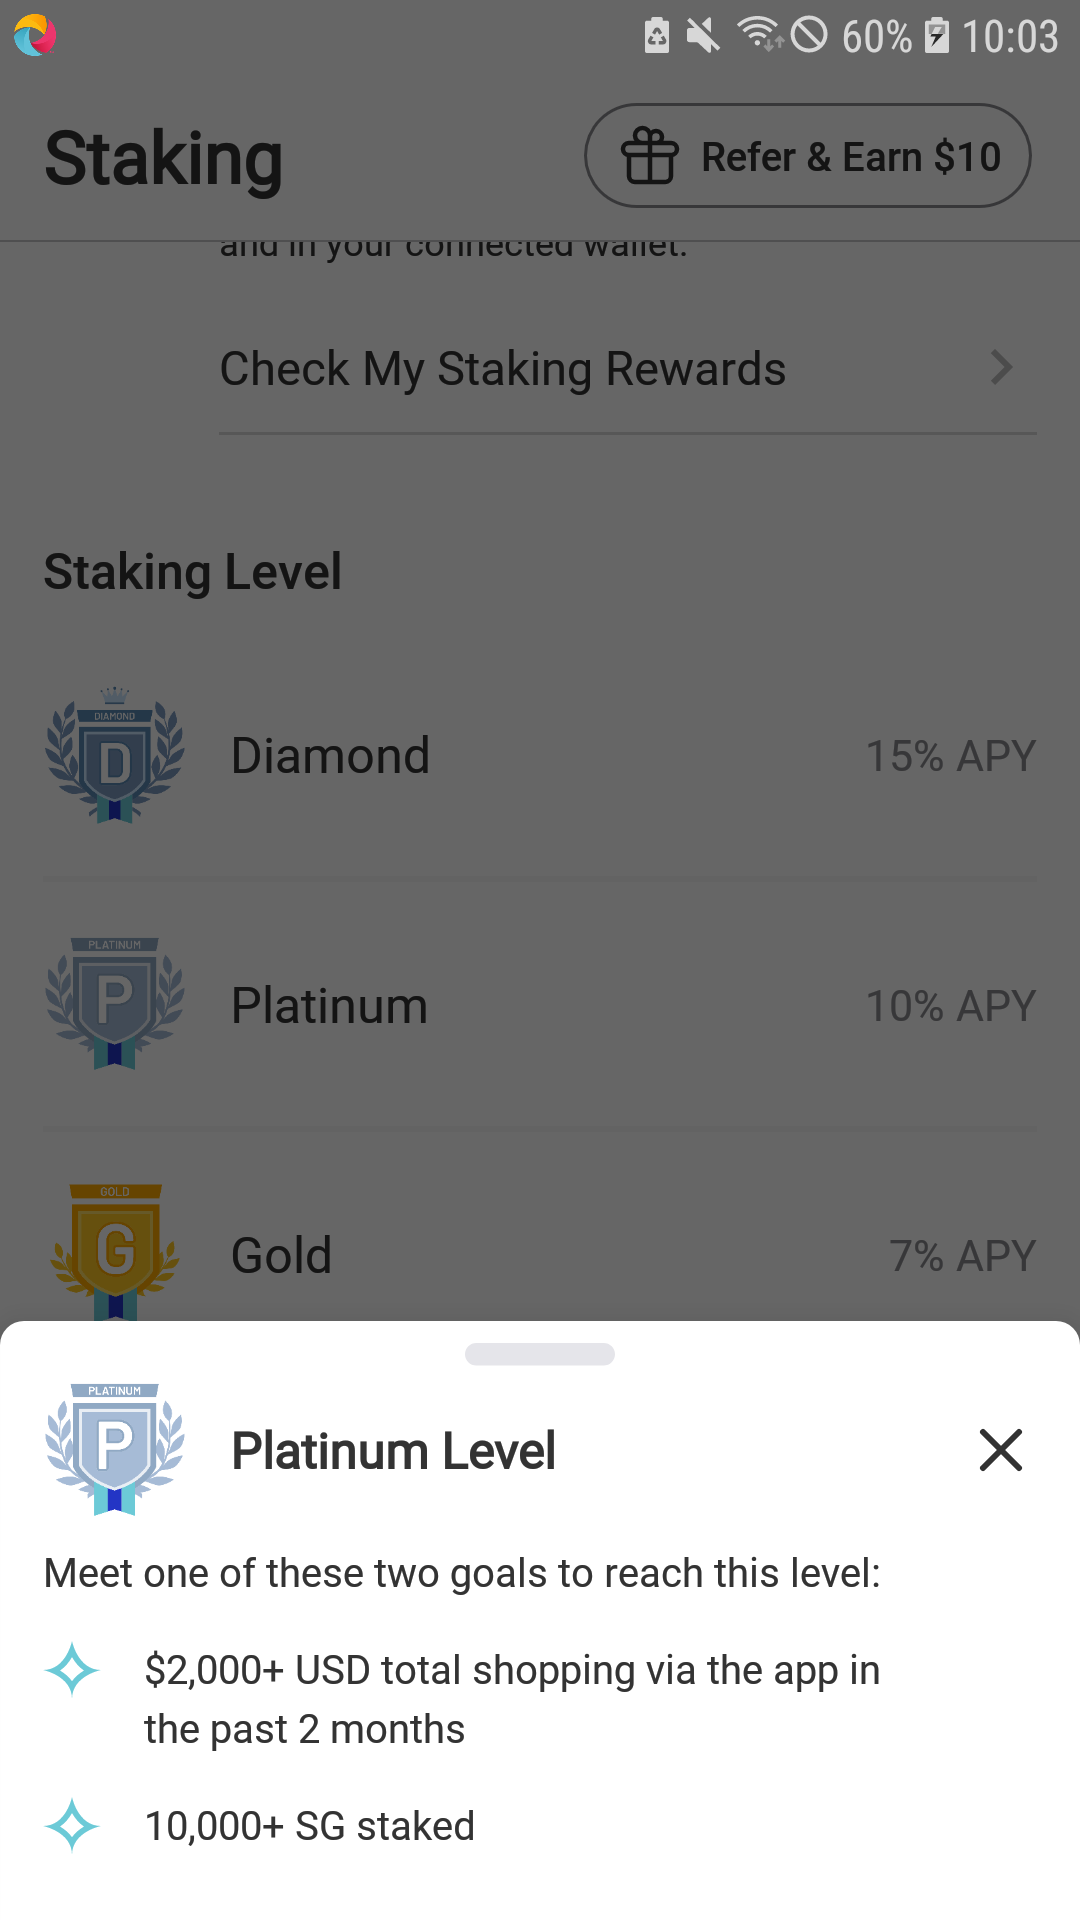 60% 10:03
Staking
Refer & Earn $10
and in your connected wallet.
Check My Staking Rewards
Staking Level
DIAMOND
D
Diamond
15% APY
PLATINUM
P
Platinum
10% APY
GOLD
G
Gold
7% APY
PLATINUM
P
Platinum Level
Meet one of these two goals to reach this level:
$2,000+ USD total shopping via the app in
the past 2 months
10,000+ SG staked